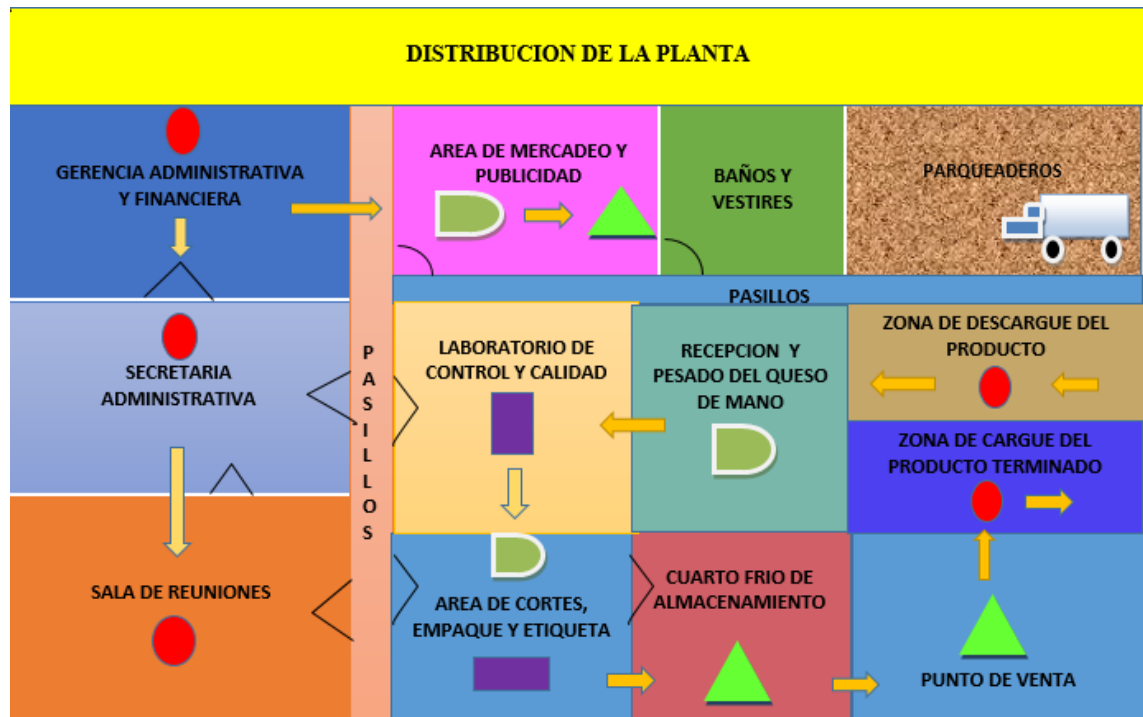 DISTRIBUCION DE LA PLANTA
GERENCIA ADMINISTRATIVA
Y FINANCIERA
AREA DE MERCADEO Y
PUBLICIDAD
BAÑOS Y
VESTIRES
PARQUEADEROS
PASILLOS
SECRETARIA
ADMINISTRATIVA
P
A
S
I
L
L
O
S
LABORATORIO DE
CONTROL Y CALIDAD
RECEPCION Y
PESADO DEL QUESO
DE MANO
ZONA DE DESCARGUE DEL
PRODUCTO
ZONA DE CARGUE DEL
PRODUCTO TERMINADO
SALA DE REUNIONES
AREA DE CORTES,
EMPAQUE Y ETIQUETA
CUARTO FRIO DE
ALMACENAMIENTO
PUNTO DE VENTA